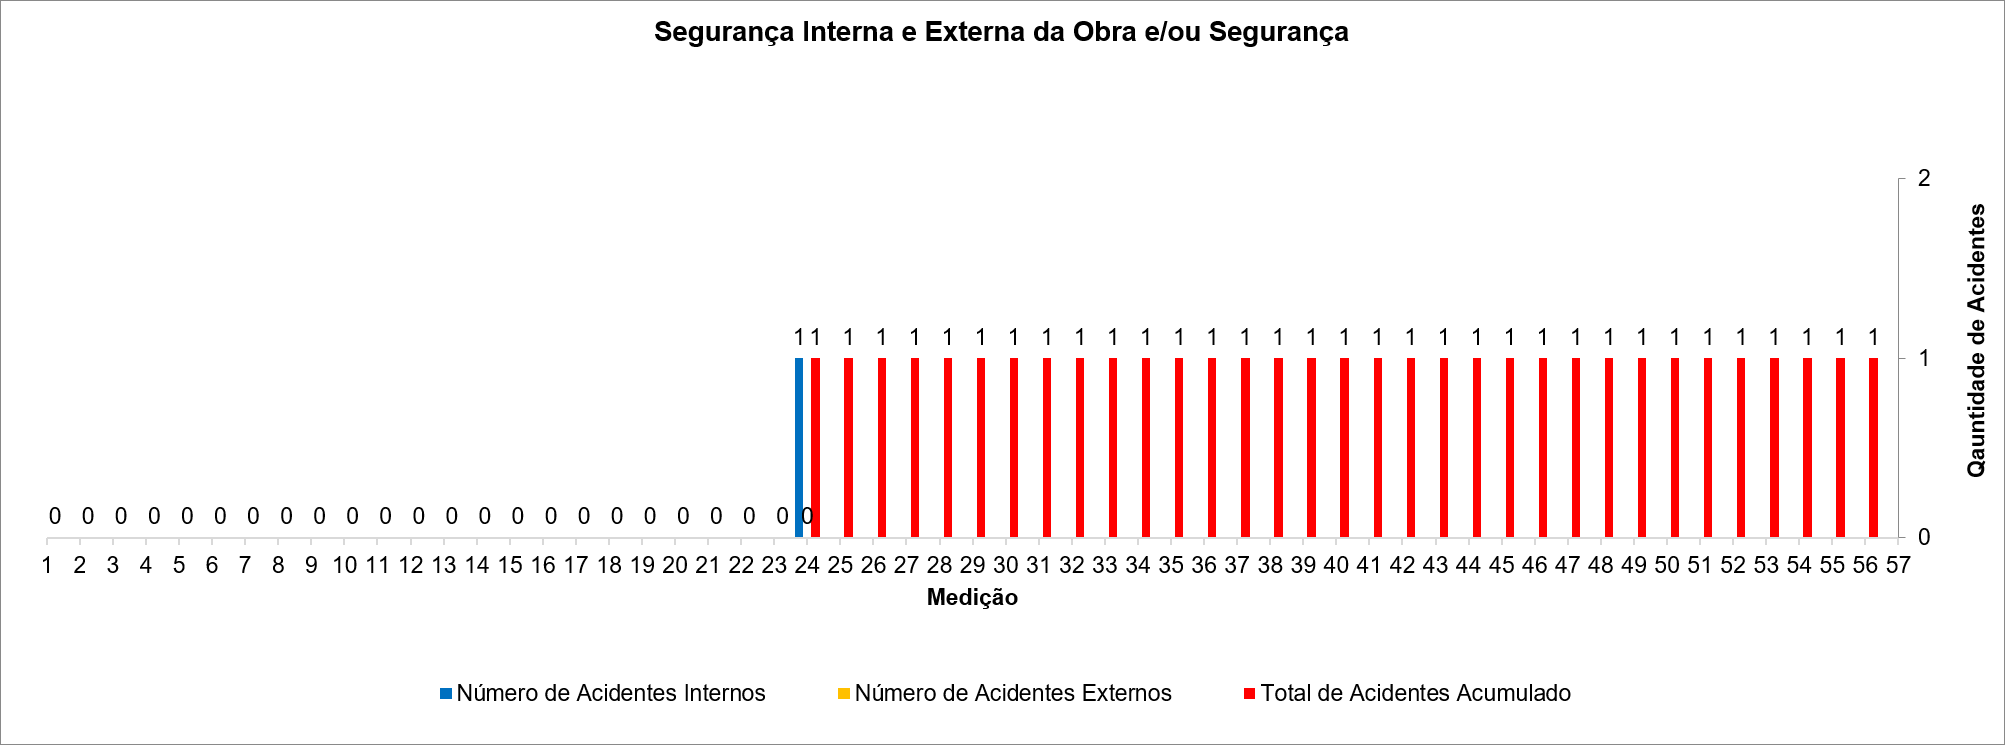 Segurança Interna e Externa da Obra e/ou Segurança
2
1 1 1 1 1 1 1 1 1 1 1 1 1 1 1 1 1 1 1 1 1 1 1 1 1 1 1 1 1 1 1 1 1 1 1
0 0 0 0 0 0 0 0 0 0 0 0 0 0 0 0 0 0 0 0 0 0 0 0 0
1 2 3 4 5 6 7 8 9 10 11 12 13 14 15 16 17 18 19 20 21 22 23 24 25 26 27 28 29 30 31 32 33 34 35 36 37 38 39 40 41 42 43 44 45 46 47 48 49 50 51 52 53 54 55 56 57
Medição
Qauntidade de Acidentes
Número de Acidentes Internos Número de Acidentes Externos Total de Acidentes Acumulado